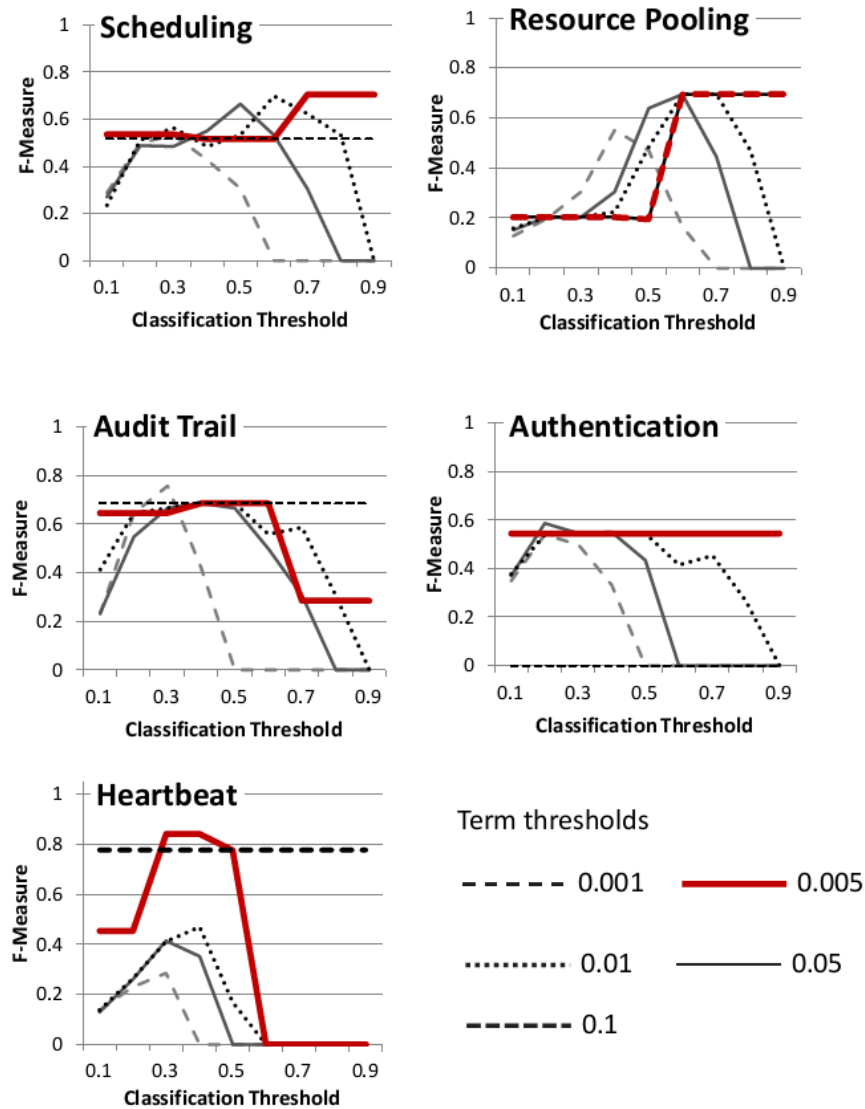 Scheduling
1
0.8
0.6
0.4
0.2
0
F-Measure
0.1 0.3 0.5 0.7 0.9
Classification Threshold
Resource Pooling
1
0.8
0.6
0.4
0.2
0
F-Measure
0.1 0.3 0.5 0.7 0.9
Classification Threshold
Audit Trail
1
0.8
0.6
0.4
0.2
0
F-Measure
0.1 0.3 0.5 0.7 0.9
Classification Threshold
Authentication
1
0.8
0.6
0.4
0.2
0
F-Measure
0.1 0.3 0.5 0.7 0.9
Classification Threshold
Heartbeat
1
0.8
0.6
0.4
0.2
0
F-Measure
0.1 0.3 0.5 0.7 0.9
Classification Threshold
Term thresholds
0.001 0.005
0.01 0.05
0.1